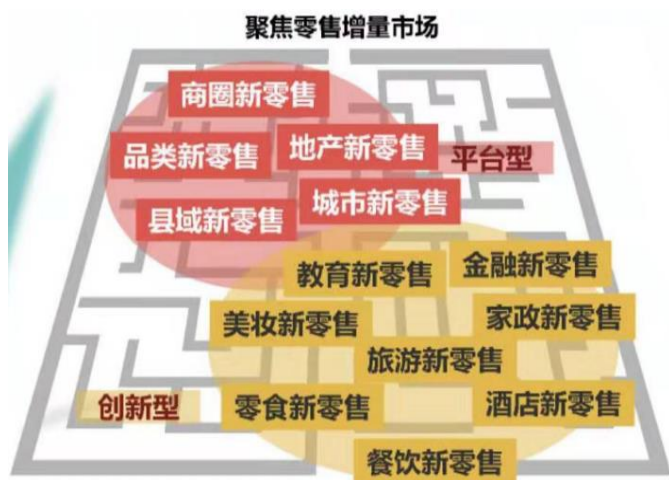 聚焦零售增量市场
商圈新零售
品类新零售
地产新零售
平台型
县域新零售
城市新零售
教育新零售
金融新零售
美妆新零售
家政新零售
旅游新零售
创新型
零食新零售
酒店新零售
餐饮新零售